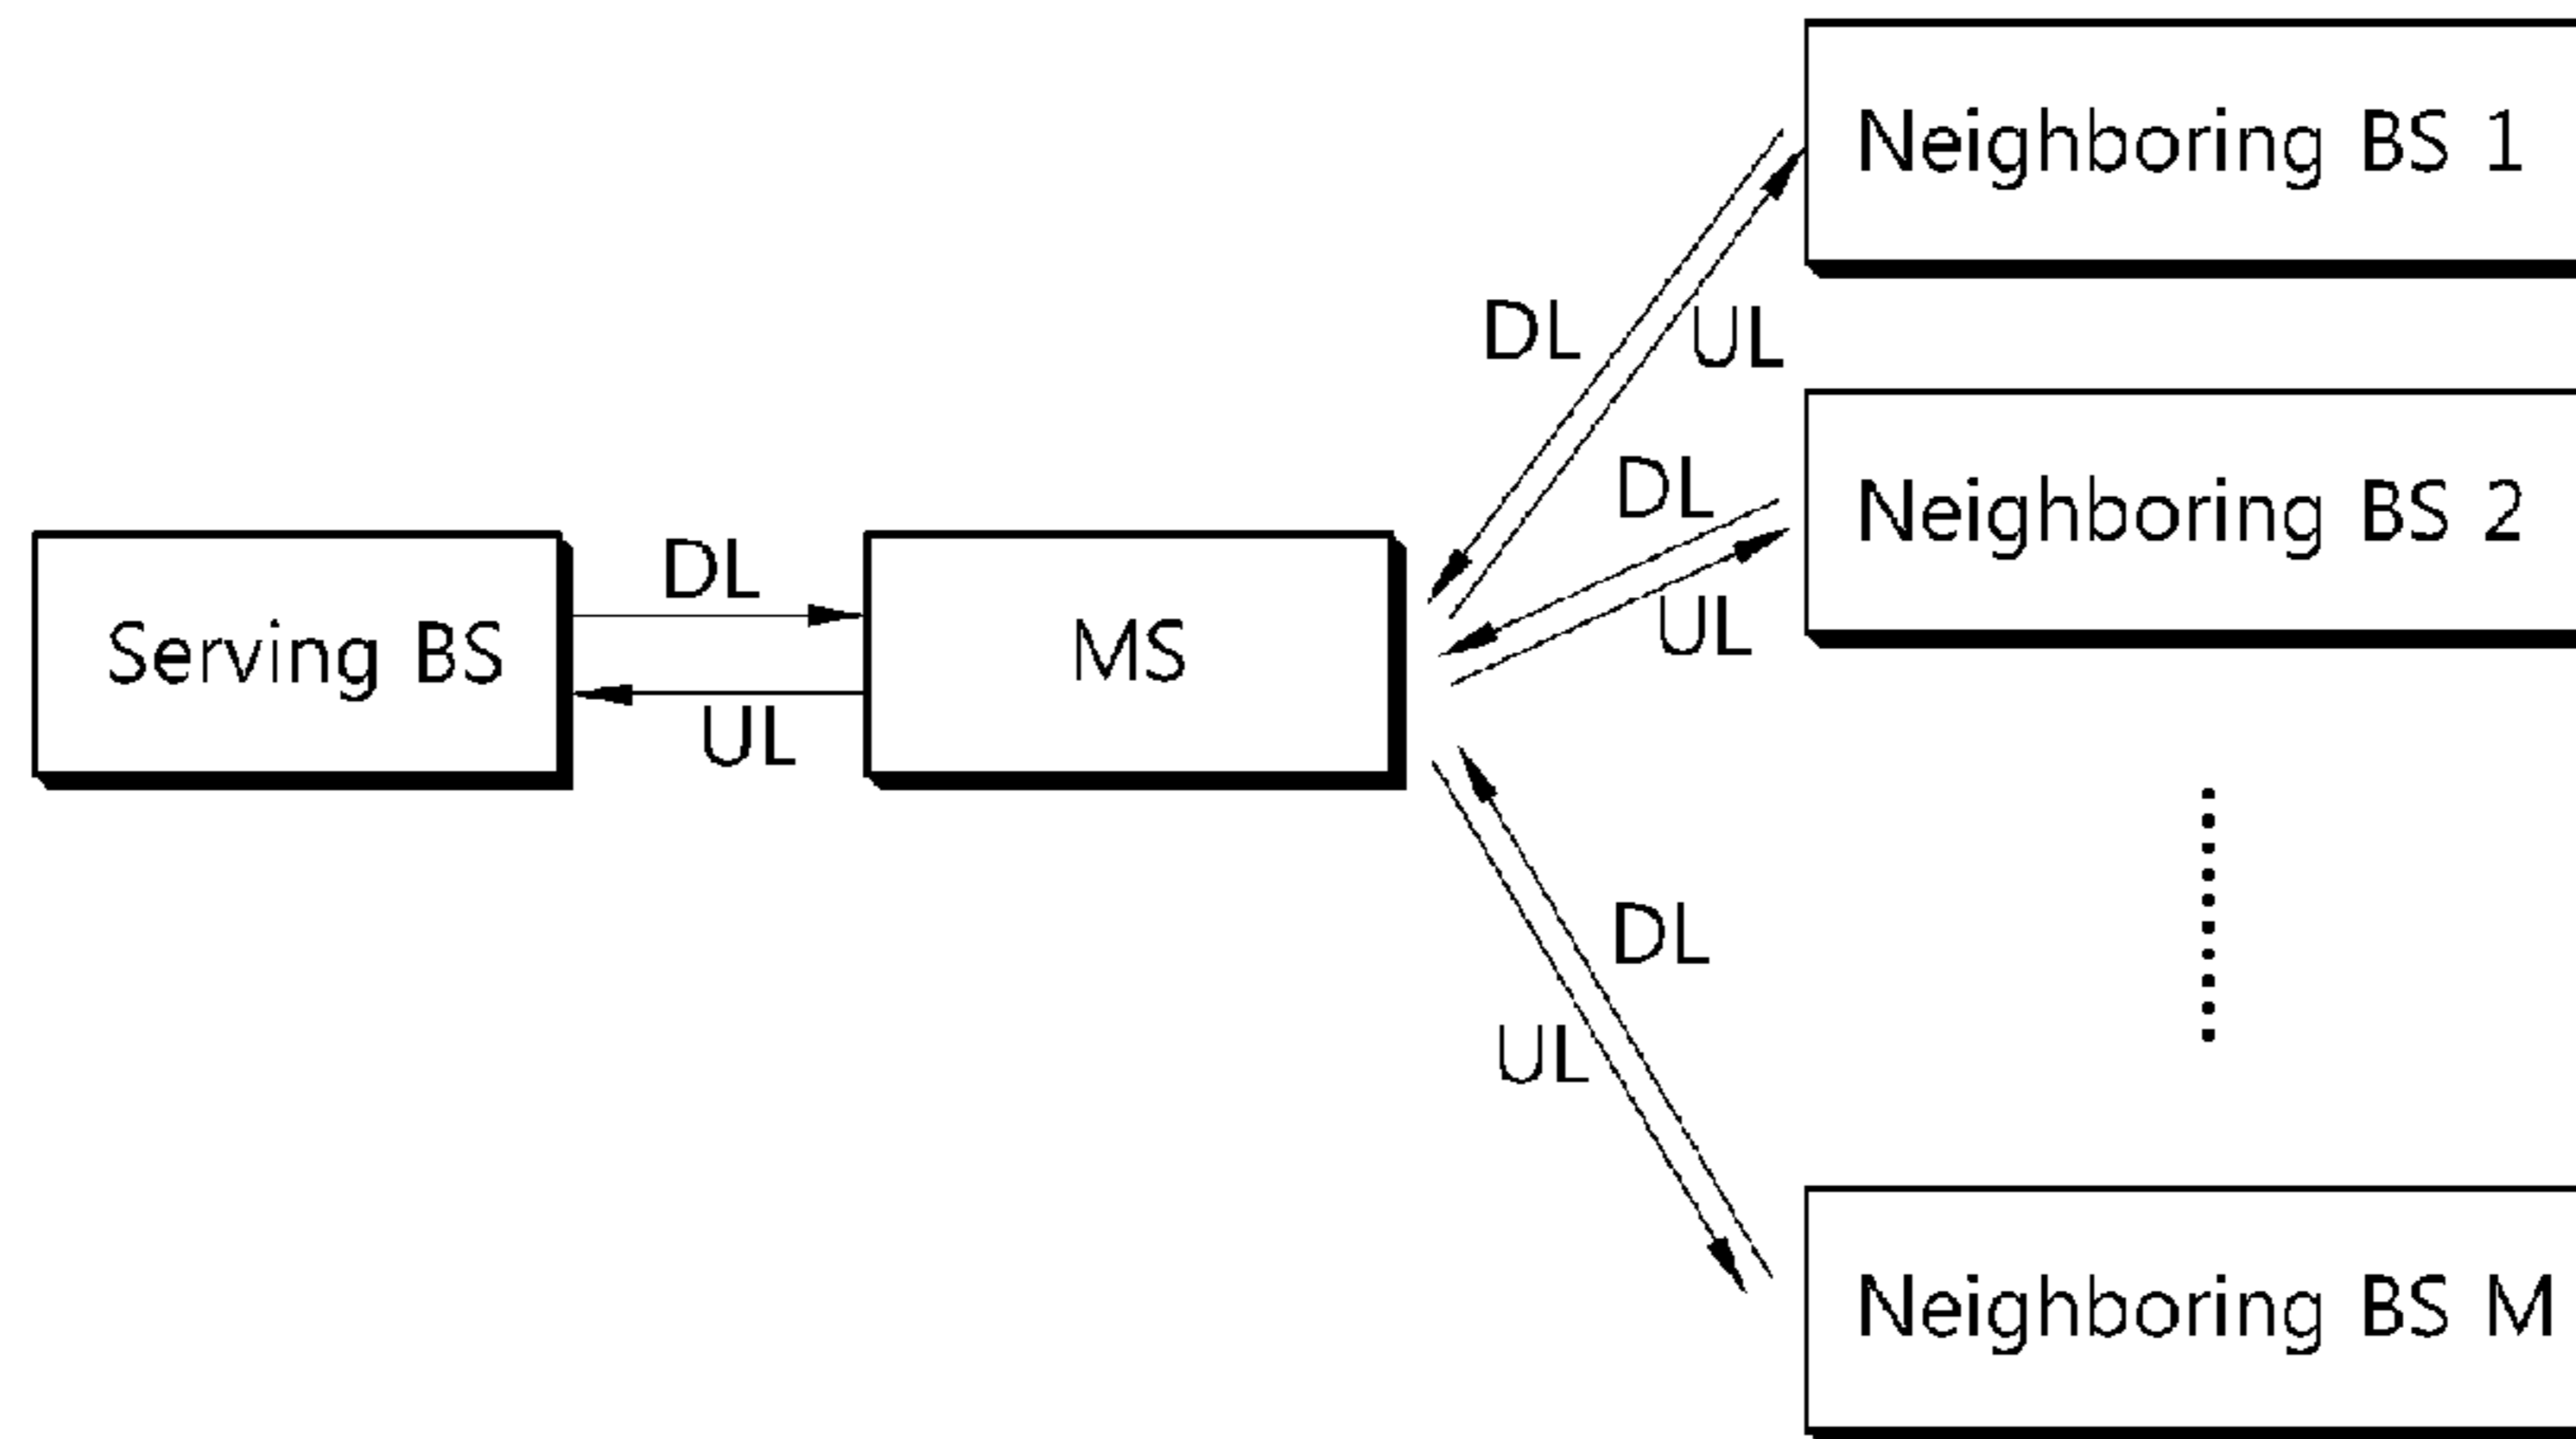 Neighboring BS 1
DL
UL
DL
Neighboring BS 2
DL
Serving BS
MS
UL
UL
DL
UL
Neighboring BS M